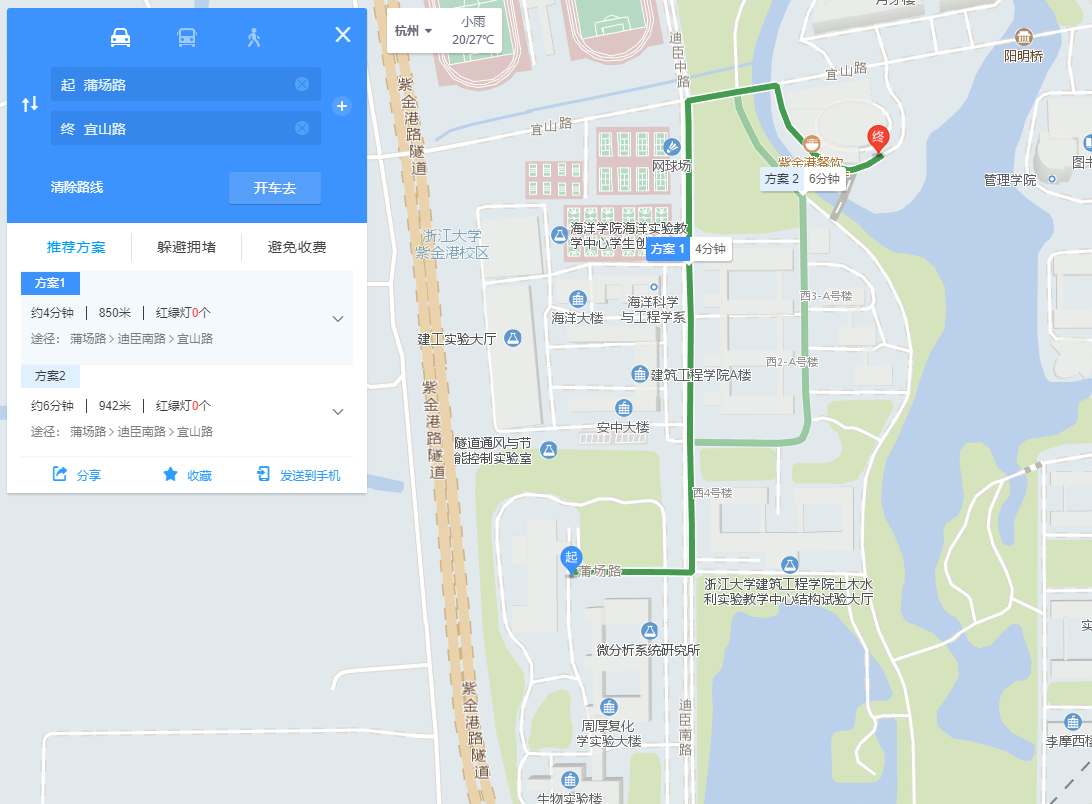 起 蒲场路
终 宜山路
清除路线
开车去
推荐方案
躲避拥堵
避免收费
方案1
约4分钟 | 850米 | 红绿灯0个
途径： 蒲场路 > 迪臣南路 > 宜山路
方案2
约6分钟 | 942米 | 红绿灯0个
途径： 蒲场路 > 迪臣南路 > 宜山路
分享
收藏
发送到手机
杭州
小雨
20/27℃
月牙楼
阳明桥
迪臣中路
宜山路
宜山路
紫金港路隧道
网球场
紫金港餐饮
终
方案 2 6分钟
管理学院
浙江大学
紫金港校区
海洋学院海洋实验教
学中心学生创
方案 1 4分钟
海洋科学
与工程学系
海洋大楼
西3-A号楼
建工实验大厅
西2-A号楼
建筑工程学院A楼
紫金港路隧道
安中大楼
隧道通风与节
能控制实验室
西4号楼
起
蒲场路
浙江大学建筑工程学院土木水
利实验教学中心结构试验大厅
微分析系统研究所
紫金港路隧道
迪臣南路
周厚复化
学实验大楼
李摩西楼
生物实验楼